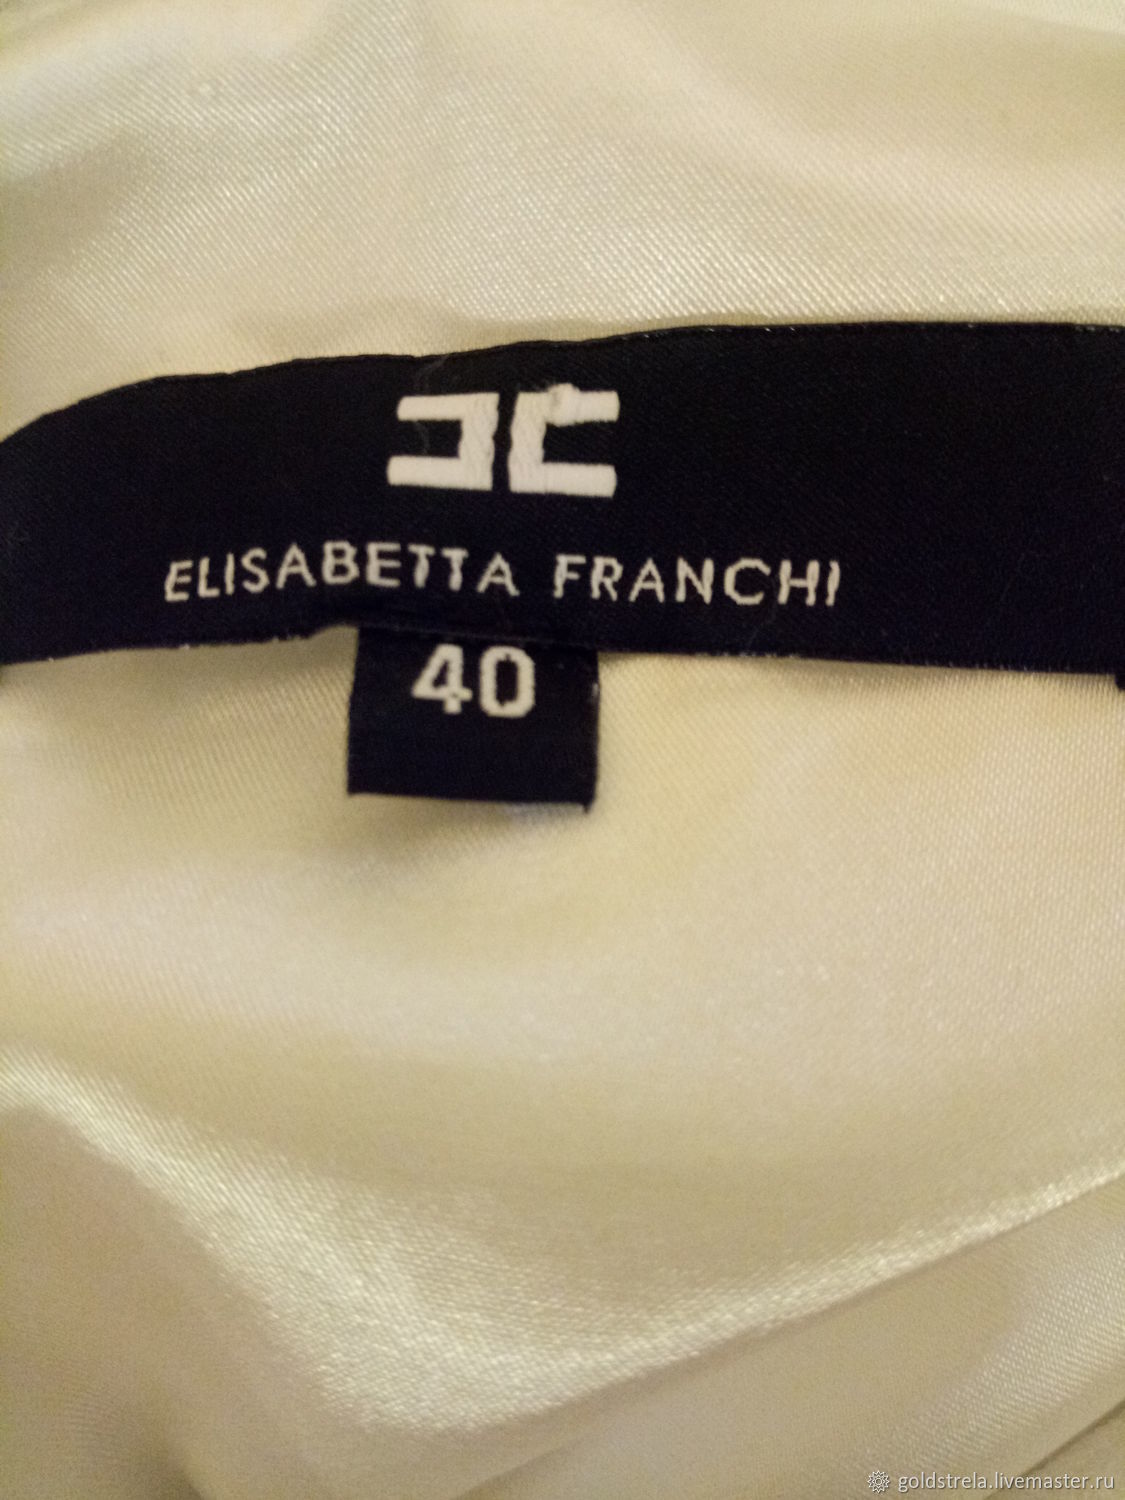 ELISABETTA FRANCHI
40
goldstrela.livemaster.ru